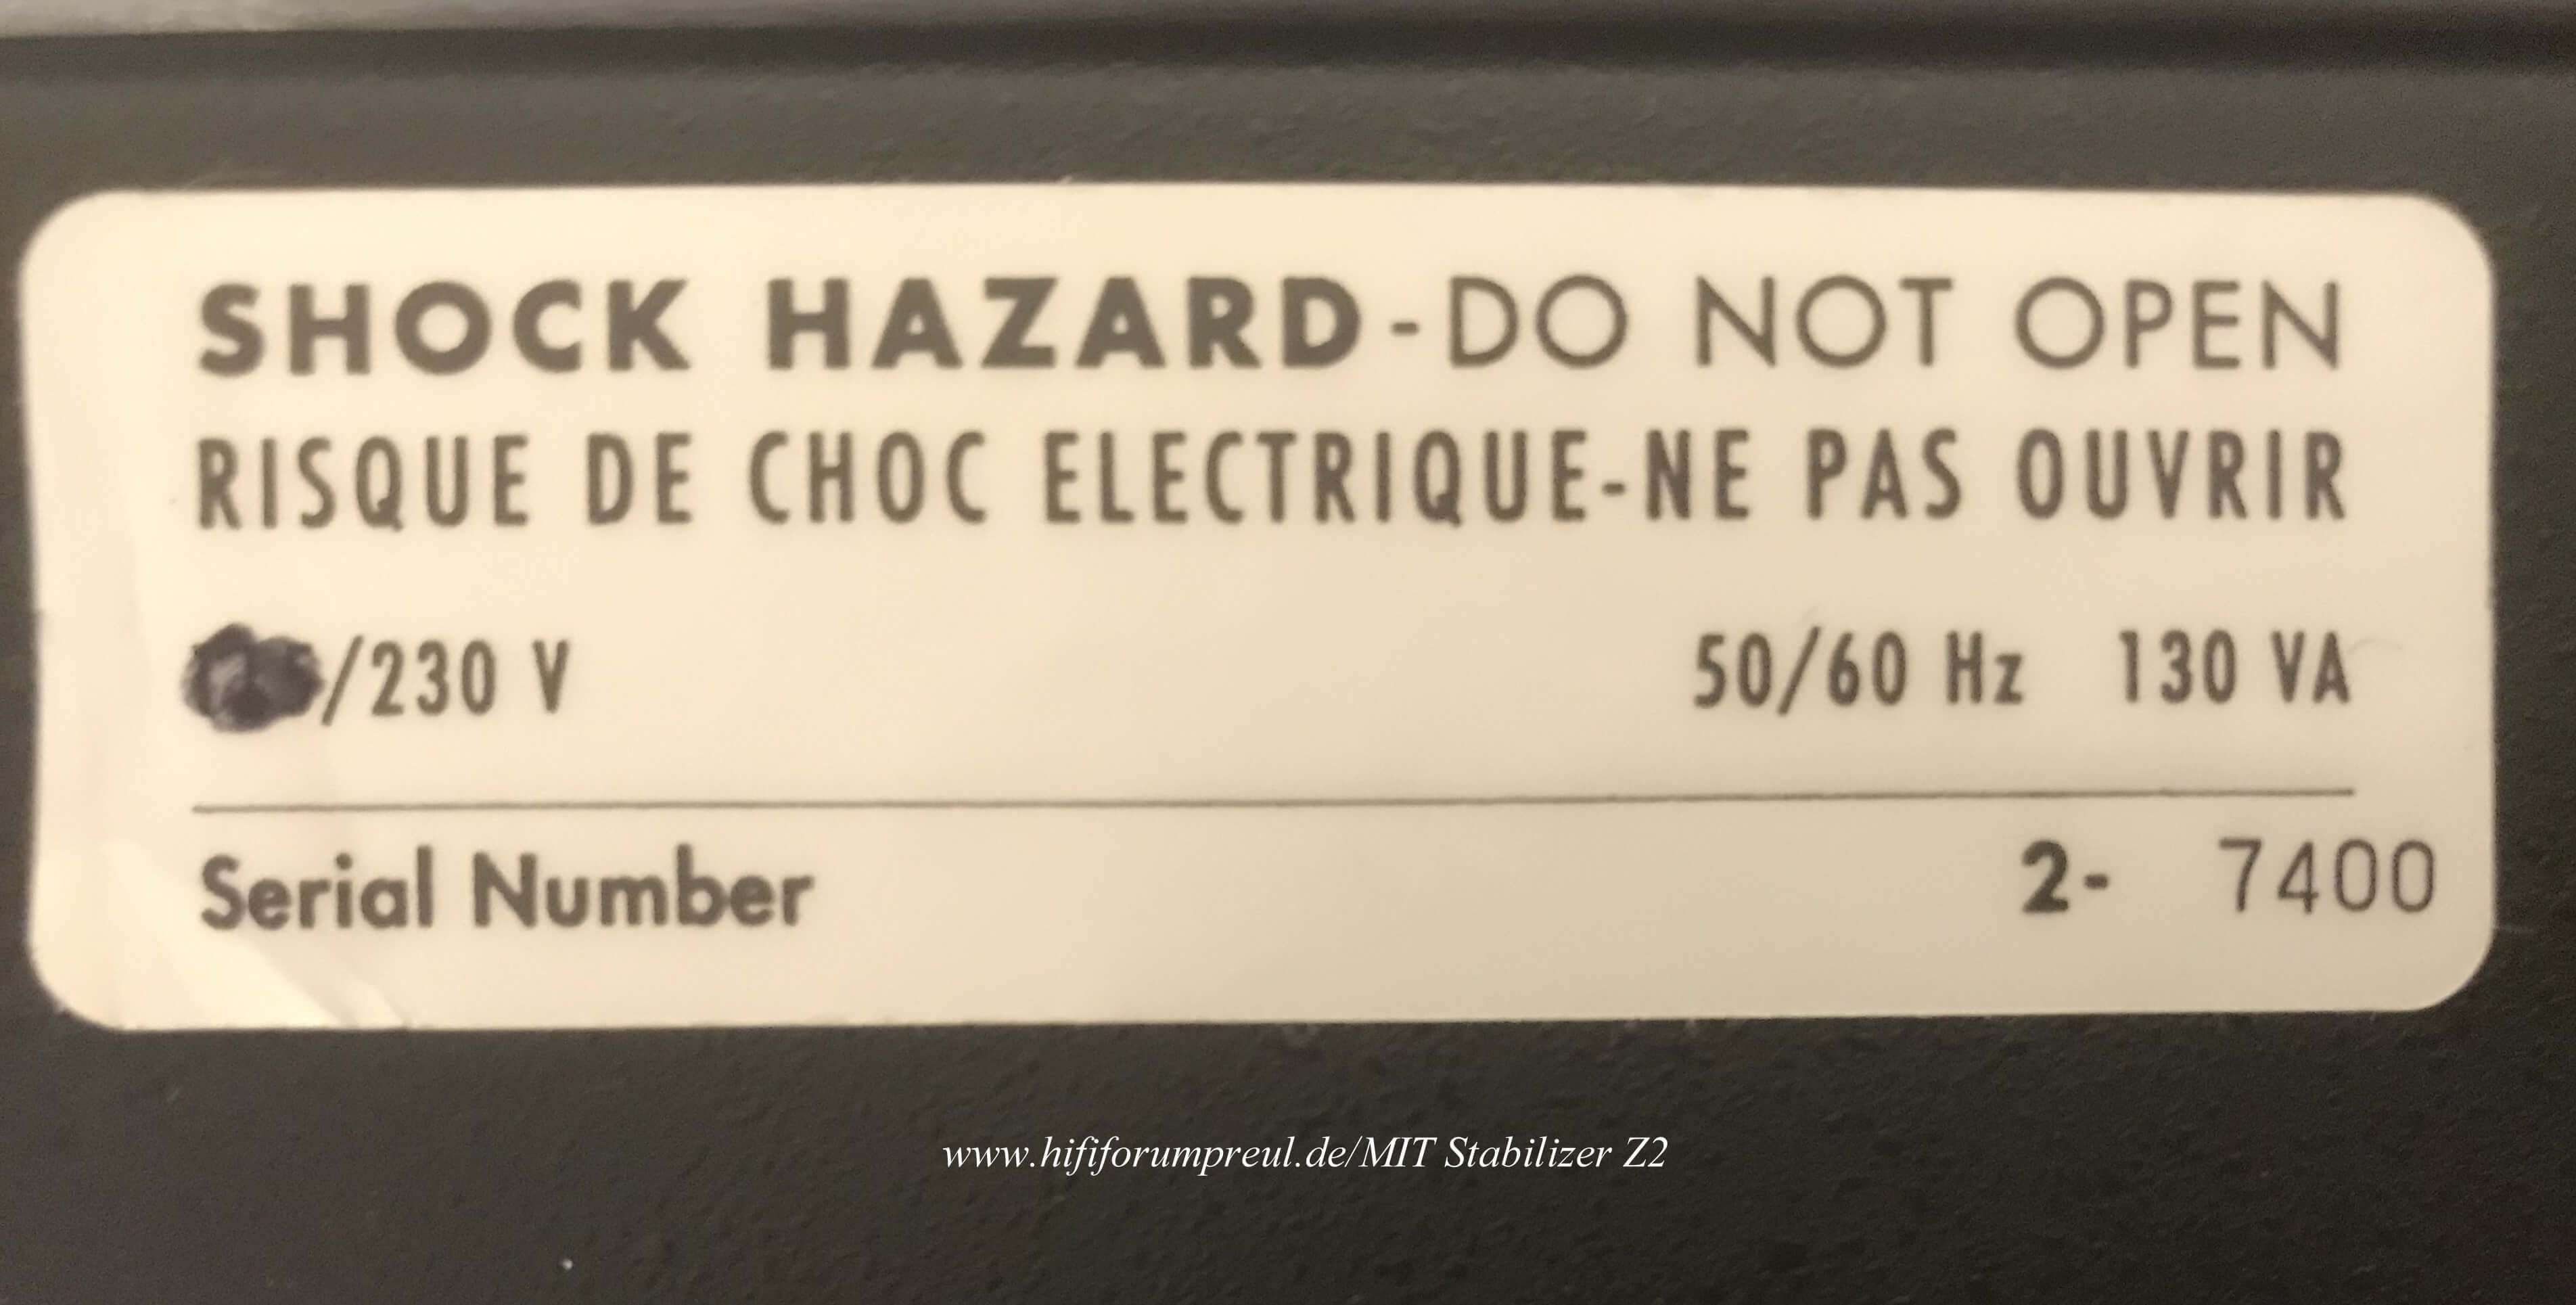 SHOCK HAZARD-DO NOT OPEN
RISQUE DE CHOC ELECTRIQUE-NE PAS OUVRIR
/230 V 50/60 Hz 130 VA
Serial Number 2- 7400
www.hififorumpreul.de/MIT Stabilizer Z2